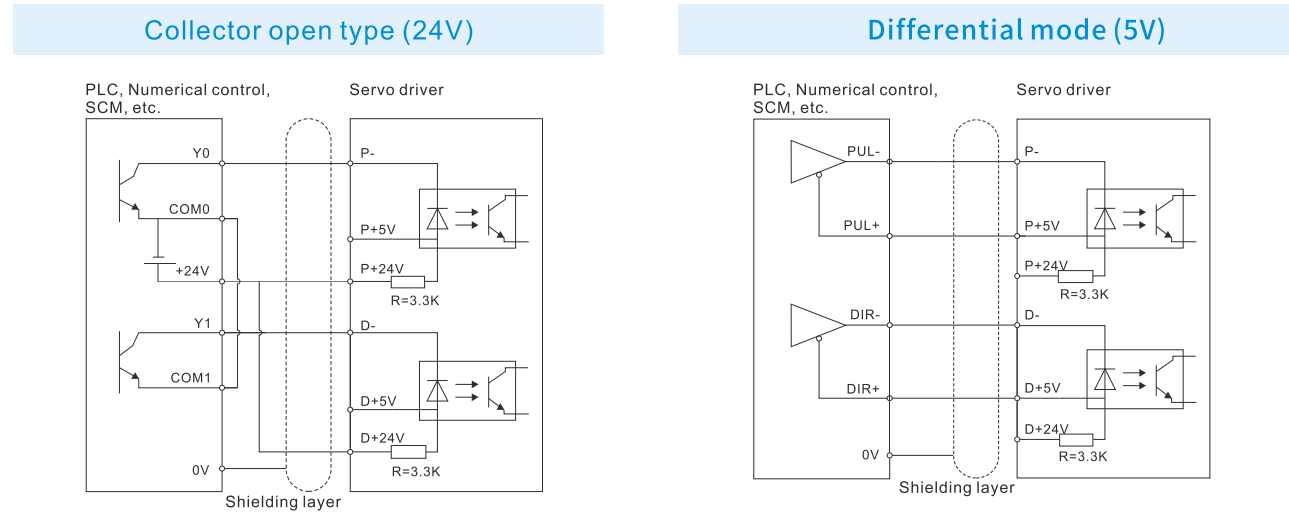 Collector open type (24V)
PLC, Numerical control,
SCM, etc.
Servo driver
Y0
P-
COM0
P+5V
+24V
P+24V
R=3.3K
Y1
D-
COM1
D+5V
D+24V
0V
R=3.3K
Shielding layer
Differential mode (5V)
PLC, Numerical control,
SCM, etc.
Servo driver
PUL-
P-
PUL+
P+5V
P+24V
R=3.3K
DIR-
D-
DIR+
D+5V
D+24V
0V
R=3.3K
Shielding layer